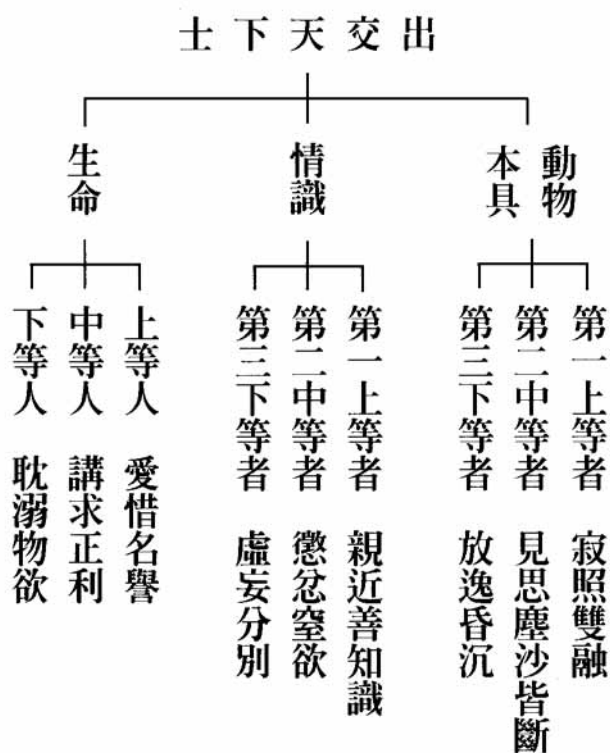 出交天下士
動物
本具
情識
生命
第一上等者　寂照雙融
第二中等者　見思塵沙皆斷
第三下等者　放逸昏沉
第一上等者　親近善知識
第二中等者　懲忿窒欲
第三下等者　虛妄分別
上等人　愛惜名譽
中等人　講求正利
下等人　耽溺物欲